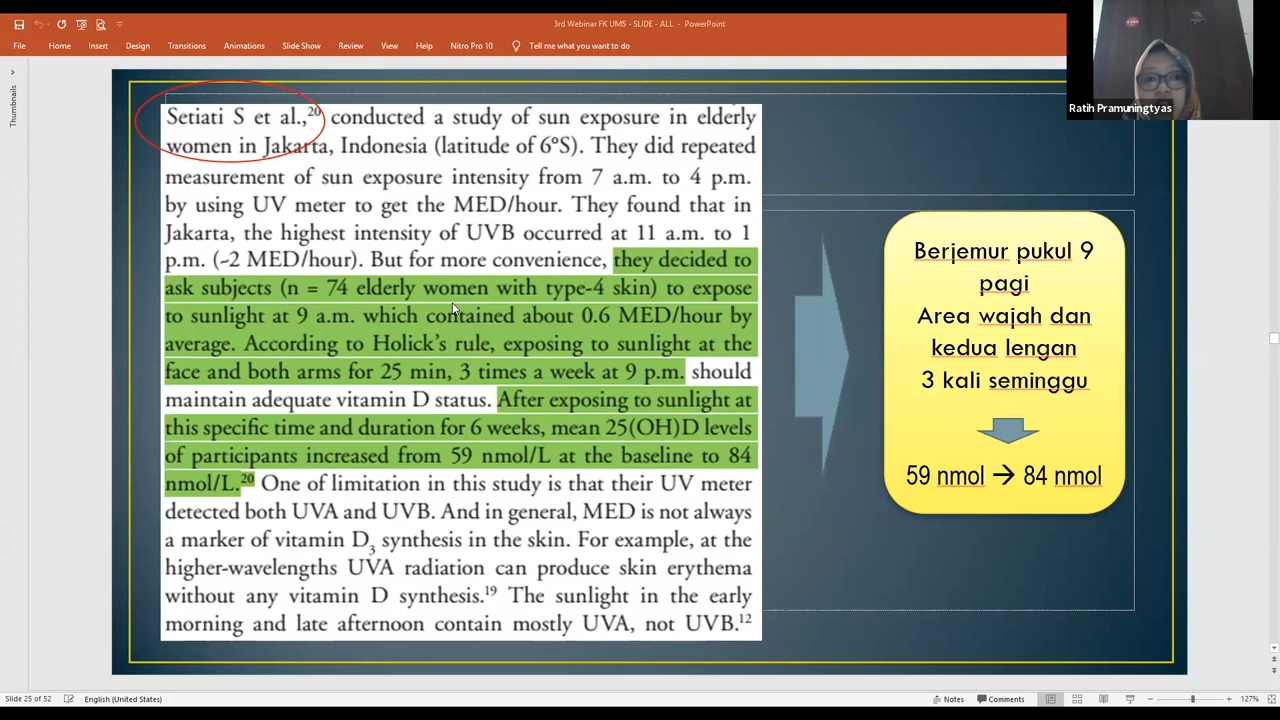 3rd Webinar FK UMS - SLIDE - ALL - PowerPoint
File Home Insert Design Transitions Animations Slide Show Review View Help Nitro Pro 10 Tell me what you want to do
Ratih Pramuningtyas
Thumbnails
Setiati S et al.,20 conducted a study of sun exposure in elderly
women in Jakarta, Indonesia (latitude of 6°S). They did repeated
measurement of sun exposure intensity from 7 a.m. to 4 p.m.
by using UV meter to get the MED/hour. They found that in
Jakarta, the highest intensity of UVB occurred at 11 a.m. to 1
p.m. (~2 MED/hour). But for more convenience, they decided to
ask subjects (n = 74 elderly women with type-4 skin) to expose
to sunlight at 9 a.m. which contained about 0.6 MED/hour by
average. According to Holick's rule, exposing to sunlight at the
face and both arms for 25 min, 3 times a week at 9 p.m. should
maintain adequate vitamin D status. After exposing to sunlight at
this specific time and duration for 6 weeks, mean 25(OH)D levels
of participants increased from 59 nmol/L at the baseline to 84
nmol/L.20 One of limitation in this study is that their UV meter
detected both UVA and UVB. And in general, MED is not always
a marker of vitamin D3 synthesis in the skin. For example, at the
higher-wavelengths UVA radiation can produce skin erythema
without any vitamin D synthesis.19 The sunlight in the early
morning and late afternoon contain mostly UVA, not UVB.12
Berjemur pukul 9
pagi
Area wajah dan
kedua lengan
3 kali seminggu
59 nmol → 84 nmol
Slide 25 of 52 English (United States) Notes Comments 127%